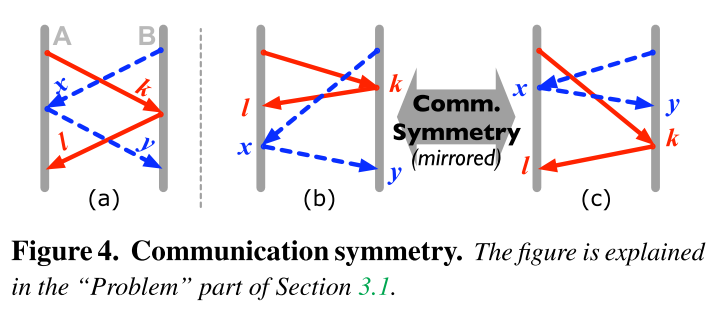 A B
x k
l y
(a)
k
l
x
y
(b)
Comm.
Symmetry
(mirrored)
x
y
k
l
(c)
Figure 4. Communication symmetry. The figure is explained
in the “Problem” part of Section 3.1.